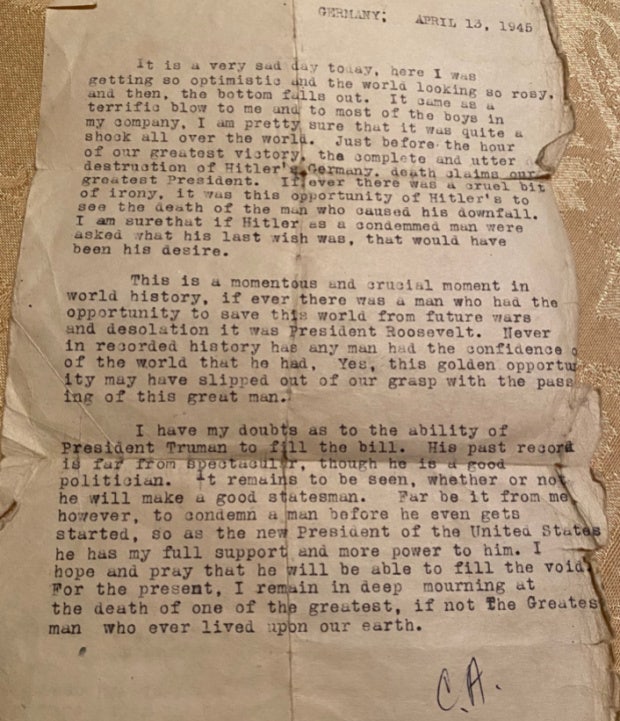 GERMANY; APRIL 13, 1945
It is a very sad day today, here I was
getting so optimistic and the world looking so rosy,
and then, the bottom falls out. It came as a
terrific blow to me and to most of the boys in
my company, I am pretty sure that it was quite a
shock all over the world. Just before the hour
of our greatest victory, the complete and utter
destruction of Hitler's Germany, death claims our
greatest President. If ever there was a cruel bit
of irony, it was this opportunity of Hitler's to
see the death of the man who caused his downfall.
I am surethat if Hitler as a condemmed man were
asked what his last wish was, that would have
been his desire.
This is a momentous and crucial moment in
world history, if ever there was a man who had the
opportunity to save this world from future wars
and desolation it was President Roosevelt. Never
in recorded history has any man had the confidence
of the world that he had, Yes, this golden opportun
ity may have slipped out of our grasp with the pass
ing of this great man.
I have my doubts as to the ability of
President Truman to fill the bill. His past record
is far from spectacular, though he is a good
politician. It remains to be seen, whether or not
he will make a good statesman. Far be it from me,
however, to condemn a man before he even gets
started, so as the new President of the United States
he has my full support and more power to him. I
hope and pray that he will be able to fill the void.
For the present, I remain in deep mourning at
the death of one of the greatest, if not The Greates
man who ever lived upon our earth.
C.A.